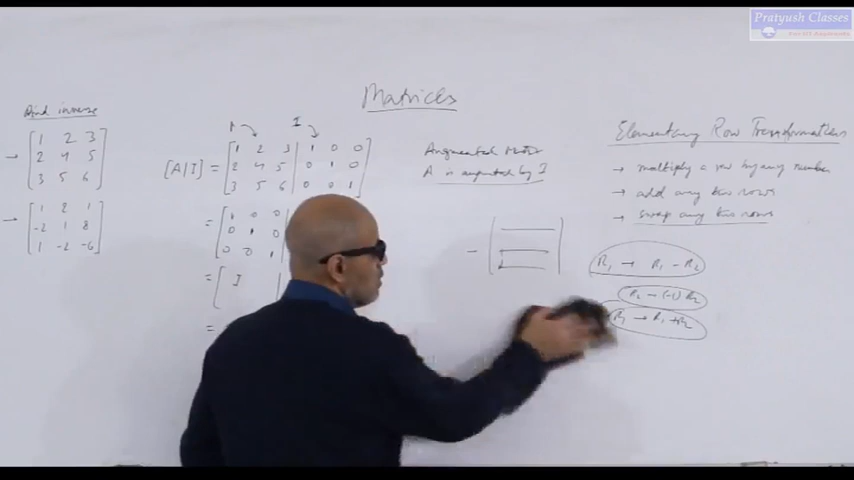 Pratyush Classes
Matrices
Find inverse
→ [1 2 3
2 4 5
3 5 6]
→ [1 2 1
-2 1 8
1 -2 -6]
I
[A|I] = [1 2 3 | 1 0 0
2 4 5 | 0 1 0
3 5 6 | 0 0 1]
= [1 0 0
0 1 0
0 0 1
= [ I
=
Augmented Matrix
A is augmented by I
Elementary Row Transformations
→ multiply a row by any number
→ add any two rows
→ swap any two rows
R₁ → R₁ - R₂
R₂ → (-1) R₂
R₁ → R₁ + R₂